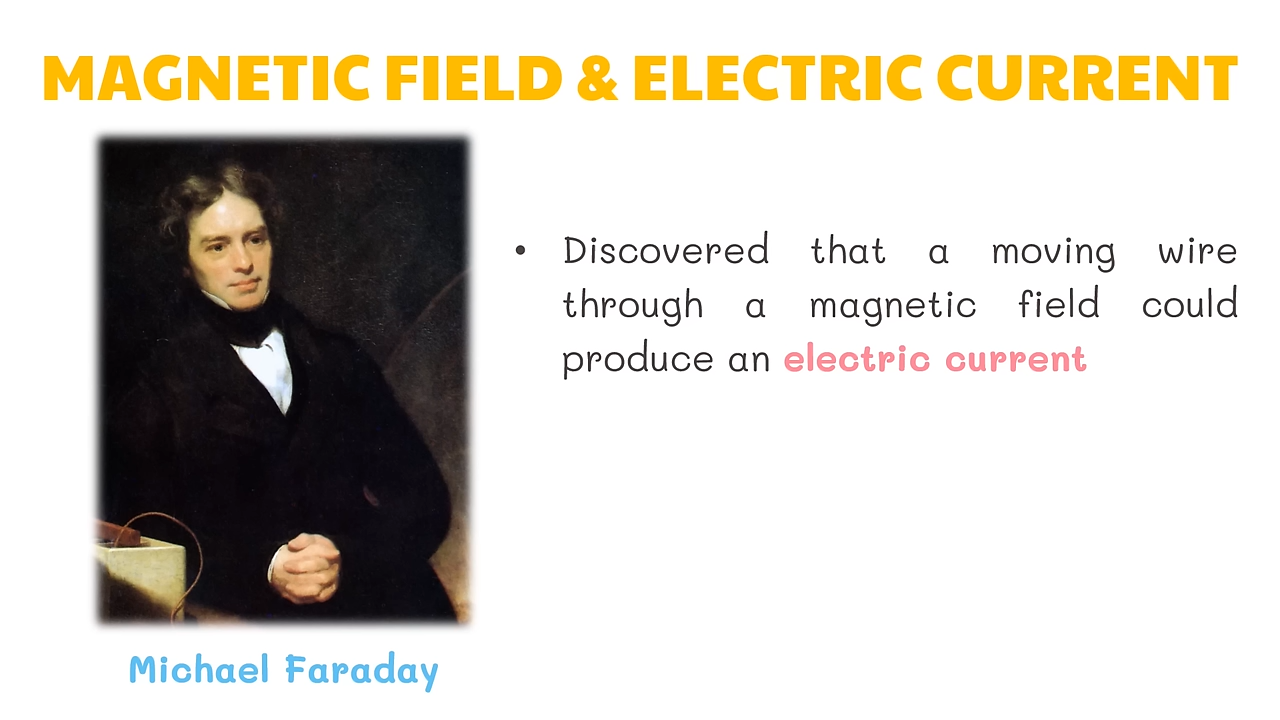 MAGNETIC FIELD & ELECTRIC CURRENT
• Discovered that a moving wire
through a magnetic field could
produce an electric current
Michael Faraday